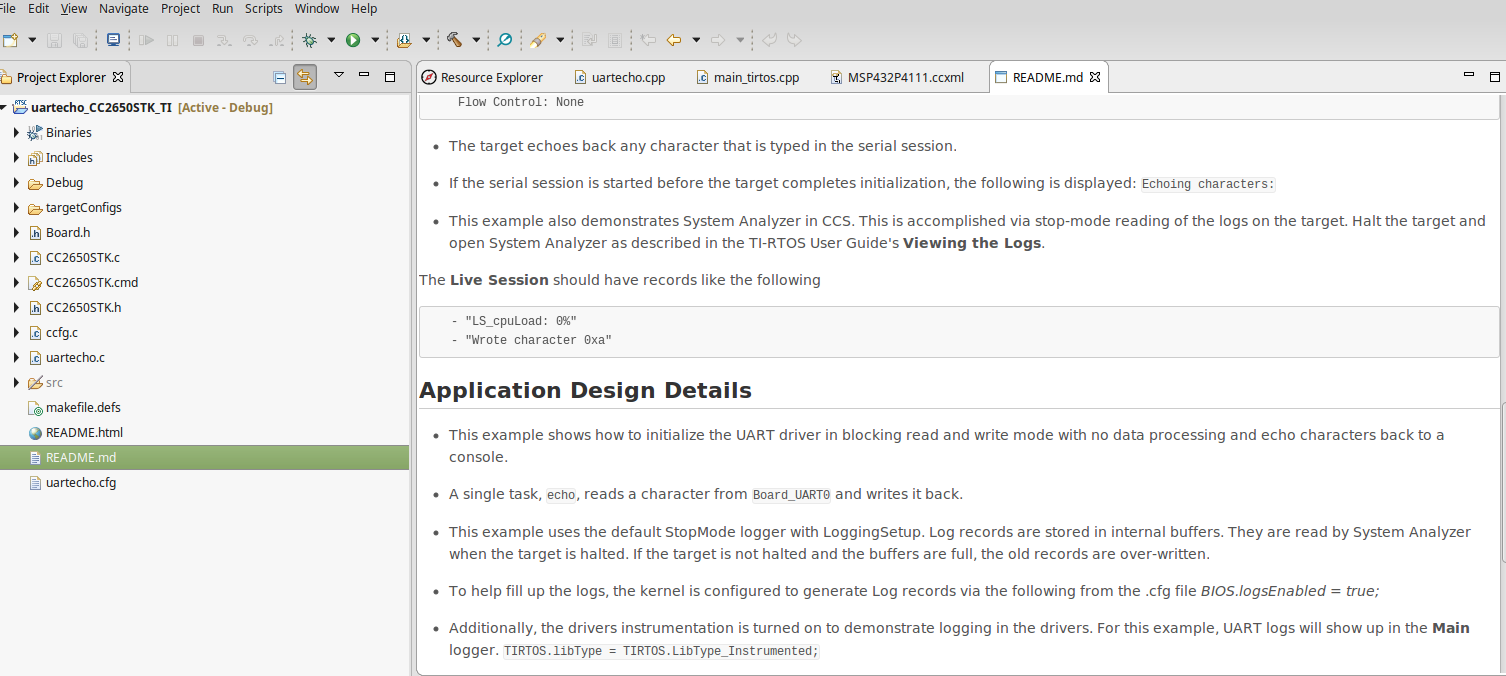 File Edit View Navigate Project Run Scripts Window Help
Project Explorer
uartecho_CC2650STK_TI [Active - Debug]
Binaries
Includes
Debug
targetConfigs
Board.h
CC2650STK.c
CC2650STK.cmd
CC2650STK.h
ccfg.c
uartecho.c
src
makefile.defs
README.html
README.md
uartecho.cfg
Resource Explorer uartecho.cpp main_tirtos.cpp MSP432P4111.ccxml README.md
Flow Control: None
• The target echoes back any character that is typed in the serial session.
• If the serial session is started before the target completes initialization, the following is displayed: Echoing characters:
• This example also demonstrates System Analyzer in CCS. This is accomplished via stop-mode reading of the logs on the target. Halt the target and
open System Analyzer as described in the TI-RTOS User Guide's Viewing the Logs.
The Live Session should have records like the following
- "LS_cpuLoad: 0%"
- "Wrote character 0xa"
Application Design Details
• This example shows how to initialize the UART driver in blocking read and write mode with no data processing and echo characters back to a
console.
• A single task, echo, reads a character from Board_UART0 and writes it back.
• This example uses the default StopMode logger with LoggingSetup. Log records are stored in internal buffers. They are read by System Analyzer
when the target is halted. If the target is not halted and the buffers are full, the old records are over-written.
• To help fill up the logs, the kernel is configured to generate Log records via the following from the .cfg file BIOS.logsEnabled = true;
• Additionally, the drivers instrumentation is turned on to demonstrate logging in the drivers. For this example, UART logs will show up in the Main
logger. TIRTOS.libType = TIRTOS.LibType_Instrumented;